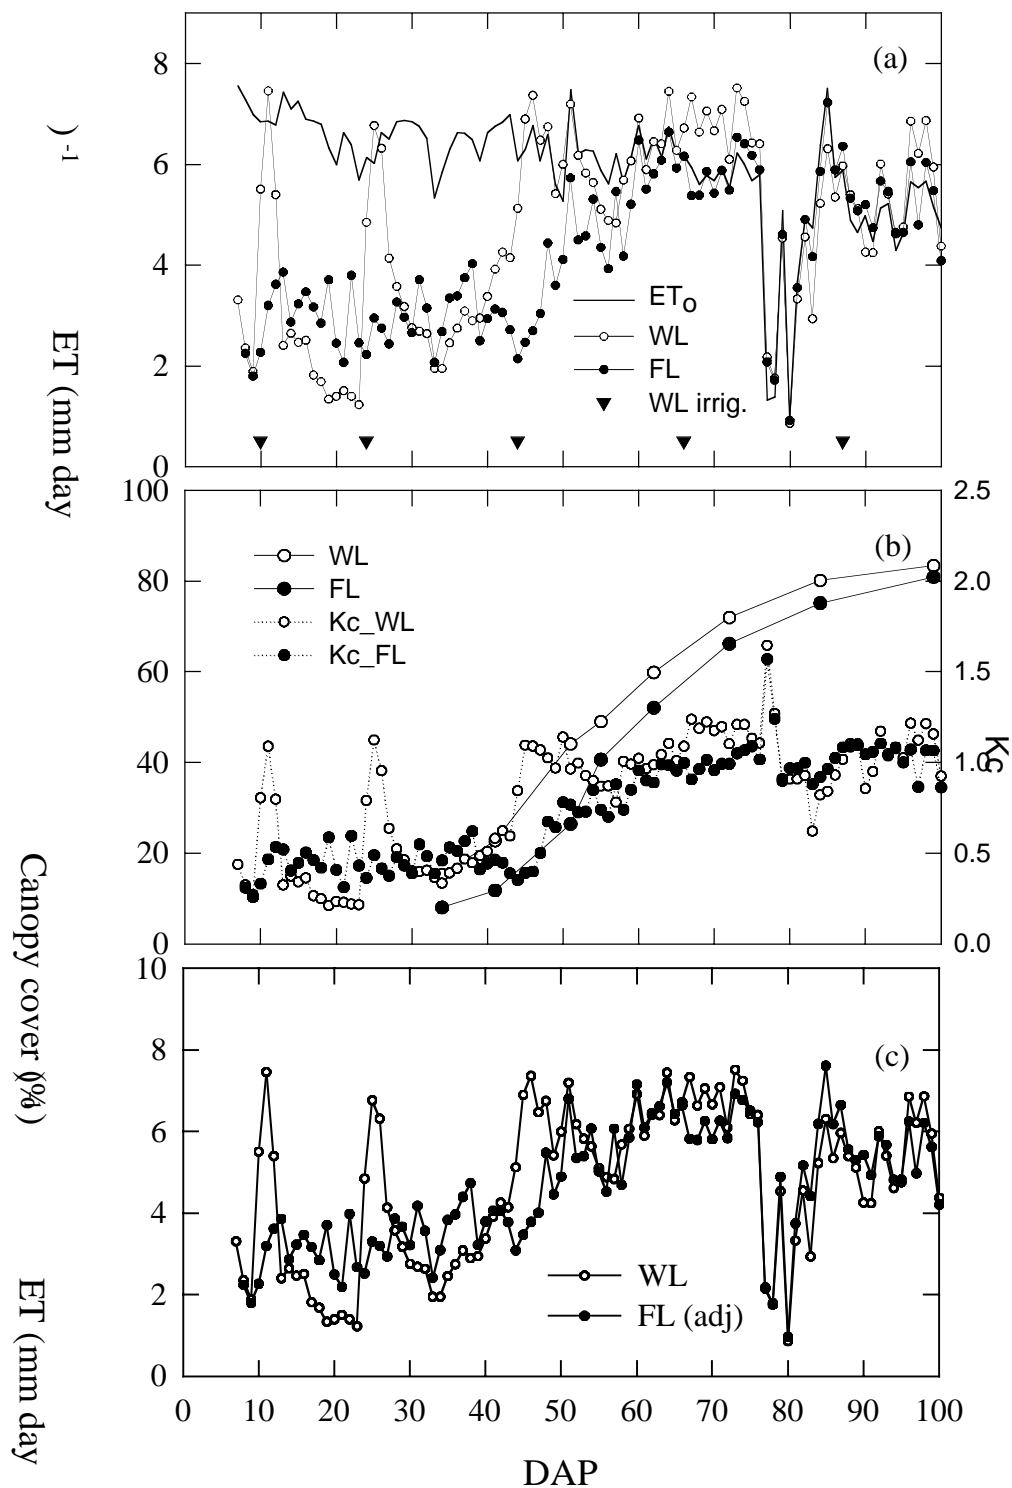 8
6
4
2
0
(a)
ETo
WL
FL
WL irrig.
ET (mm day
-1
)
100
80
60
40
20
0
2.5
2.0
1.5
1.0
0.5
0.0
(b)
WL
FL
Kc_WL
Kc_FL
Kc
Canopy cover (%)
10
8
6
4
2
0
(c)
WL
FL (adj)
ET (mm day
0 10 20 30 40 50 60 70 80 90 100
DAP